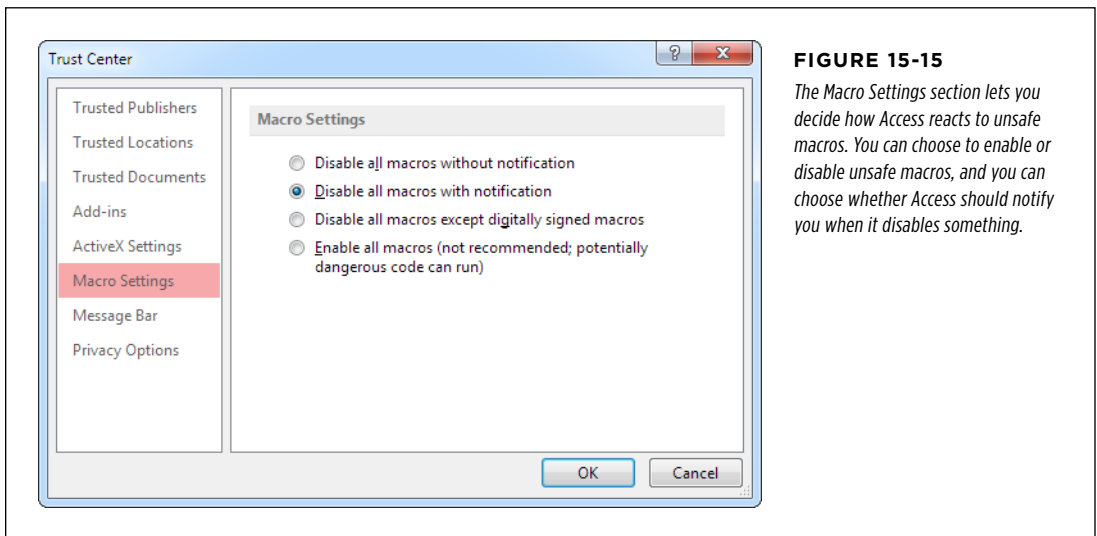 Trust Center
Trusted Publishers
Trusted Locations
Trusted Documents
Add-ins
ActiveX Settings
Macro Settings
Message Bar
Privacy Options
Macro Settings
Disable all macros without notification
Disable all macros with notification
Disable all macros except digitally signed macros
Enable all macros (not recommended; potentially
dangerous code can run)
OK
Cancel
FIGURE 15-15
The Macro Settings section lets you
decide how Access reacts to unsafe
macros. You can choose to enable or
disable unsafe macros, and you can
choose whether Access should notify
you when it disables something.